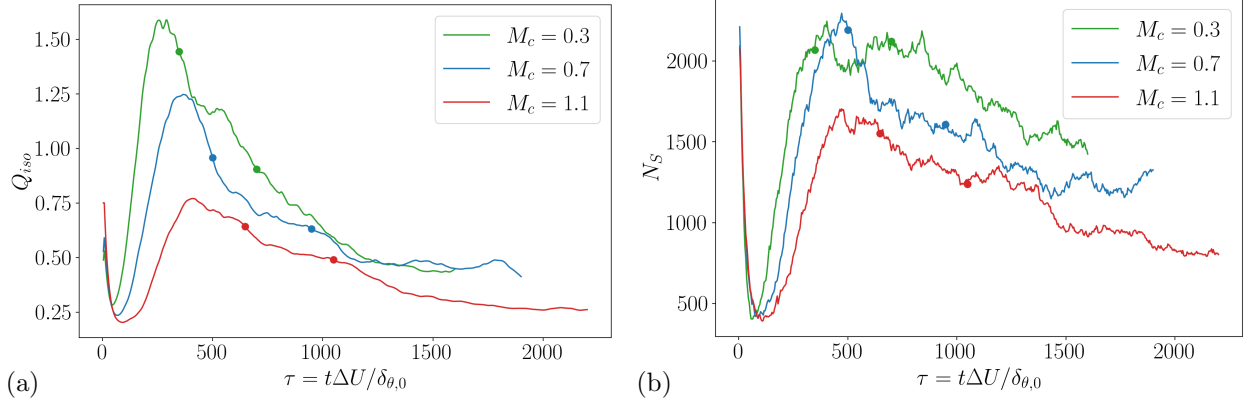 1.50
1.25
1.00
0.75
0.50
0.25
Q_{iso}
M_c = 0.3
M_c = 0.7
M_c = 1.1
0
500
1000
1500
2000
τ = tΔU/δ_{θ,0}
(a)
2000
1500
1000
500
N_S
M_c = 0.3
M_c = 0.7
M_c = 1.1
0
500
1000
1500
2000
τ = tΔU/δ_{θ,0}
(b)